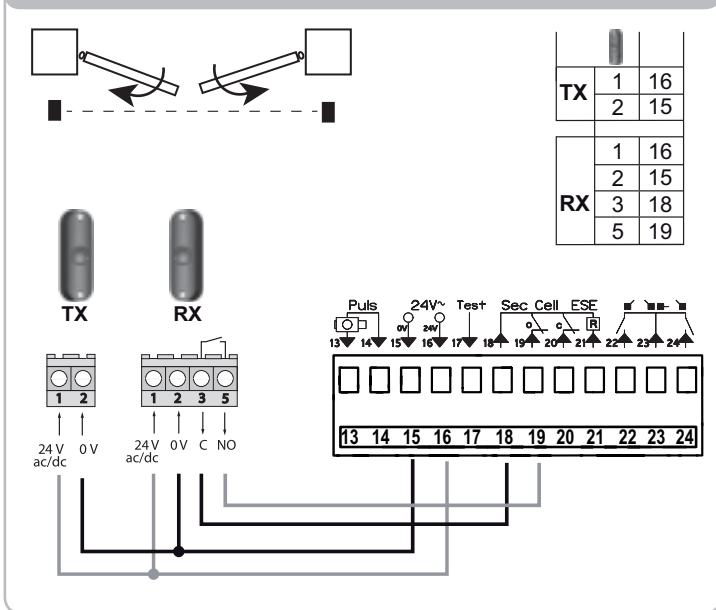 TX 1 16
2 15
RX 1 16
2 15
3 18
5 19
TX RX
Puls 24V~ Test Sec Cell ESE
0V 24V O C R
13 14 15 16 17 18 19 20 21 22 23 24
1 2 1 2 3 5
13 14 15 16 17 18 19 20 21 22 23 24
24 V 0 V 24 V 0 V C NO
ac/dc ac/dc